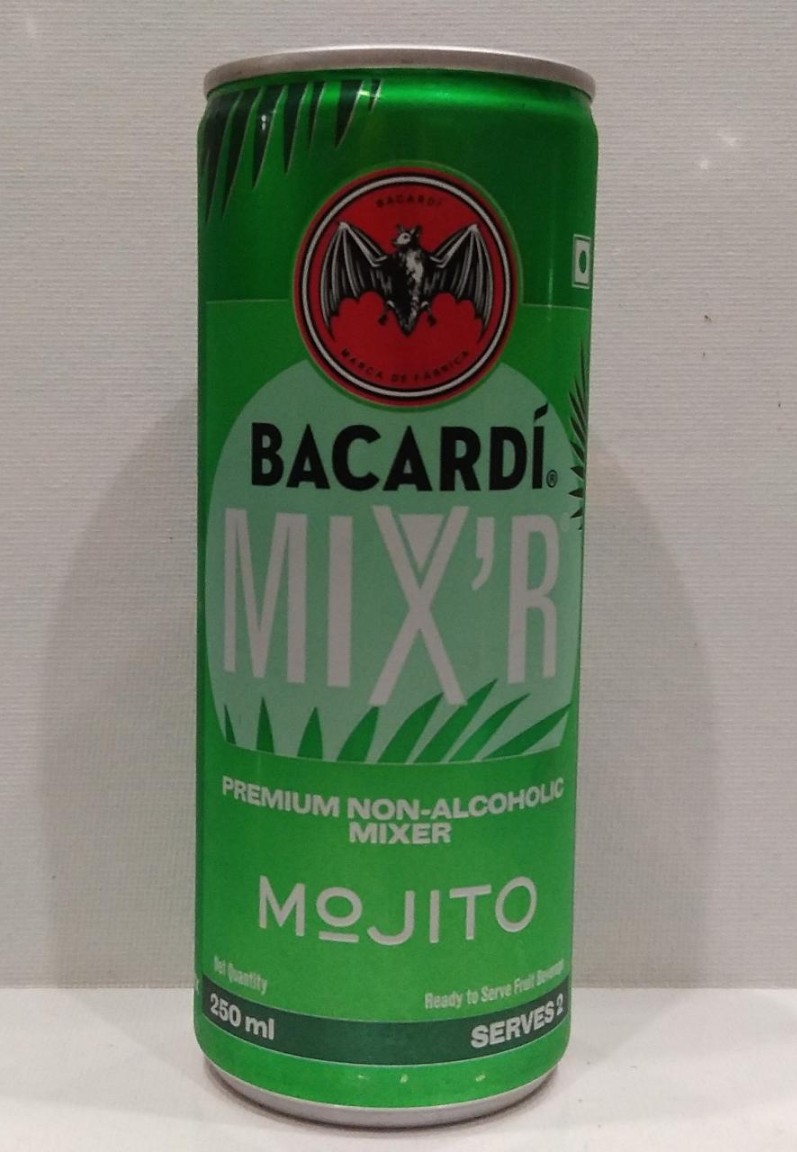 BACARDÍ
MARCA DE FÁBRICA
BACARDÍ®
MIX'R
PREMIUM NON-ALCOHOLIC
MIXER
MOJITO
Net Quantity
250 ml
Ready to Serve Fruit Beverage
SERVES 2